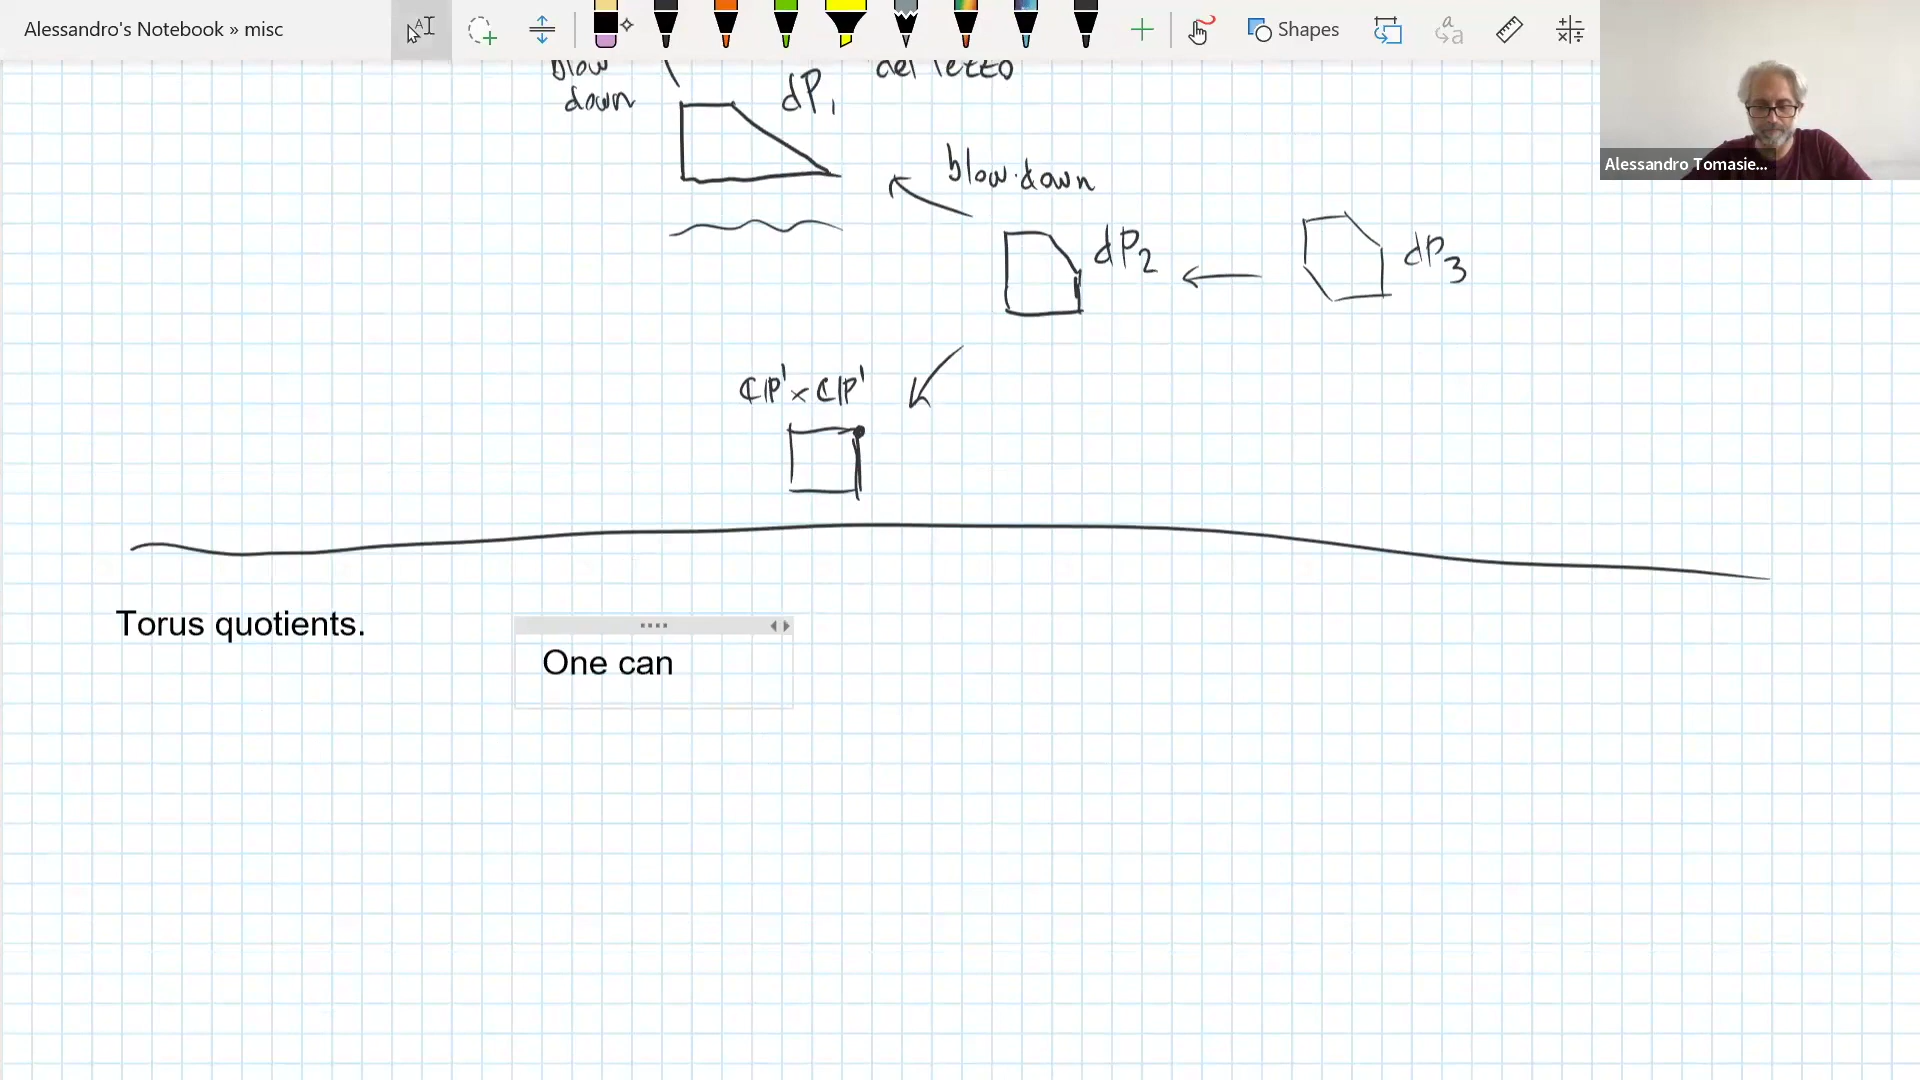 Alessandro's Notebook » misc
Shapes
Alessandro Tomasie...
blow
down
dP1
del letto
blow-down
dP2
dP3
ℂℙ¹ × ℂℙ¹
Torus quotients.
One can